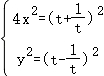 4x²=(t+1/t)²
y²=(t-1/t)²